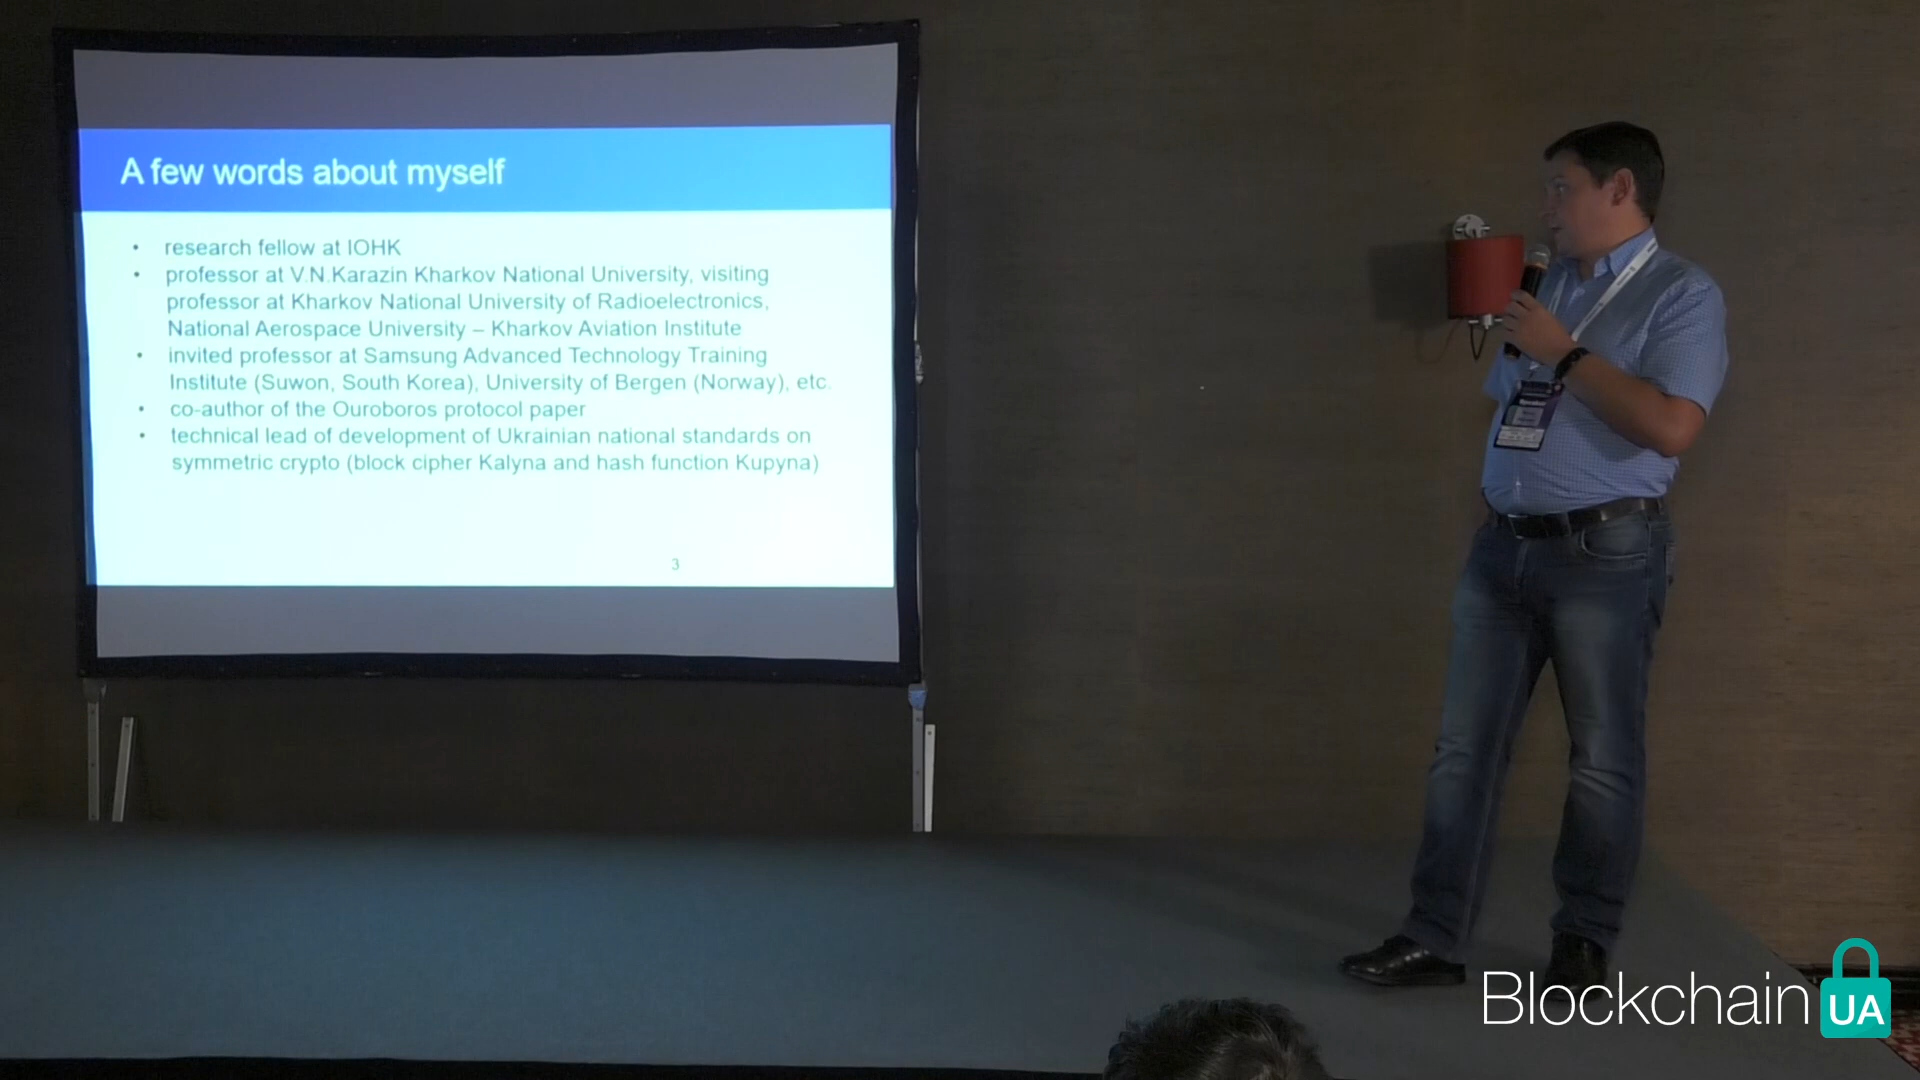 A few words about myself
• research fellow at IOHK
• professor at V.N.Karazin Kharkov National University, visiting
professor at Kharkov National University of Radioelectronics,
National Aerospace University – Kharkov Aviation Institute
• invited professor at Samsung Advanced Technology Training
Institute (Suwon, South Korea), University of Bergen (Norway), etc.
• co-author of the Ouroboros protocol paper
• technical lead of development of Ukrainian national standards on
symmetric crypto (block cipher Kalyna and hash function Kupyna)
3
Blockchain UA